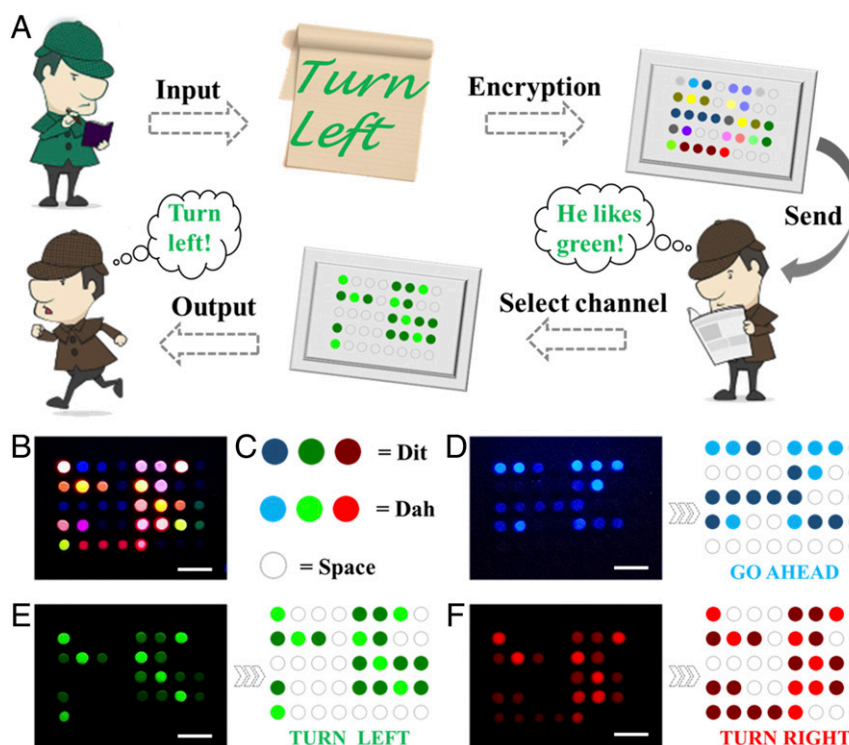 A
Input
Turn
Left
Encryption
Send
He likes
green!
Select channel
Output
Turn
left!
B
C
= Dit
= Dah
= Space
D
GO AHEAD
E
TURN LEFT
F
TURN RIGHT